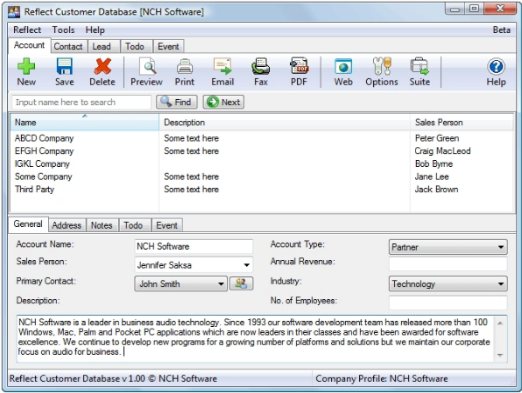 Reflect Customer Database [NCH Software]
Reflect Tools Help Beta
Account Contact Lead Todo Event
New Save Delete Preview Print Email Fax PDF Web Options Suite Help
Input name here to search Find Next
Name Description Sales Person
ABCD Company Some text here Peter Green
EFGH Company Some text here Craig MacLeod
IGKL Company Bob Byrne
Some Company Some text here Jane Lee
Third Party Some text here Jack Brown
General Address Notes Todo Event
Account Name: NCH Software Account Type: Partner
Sales Person: Jennifer Saksa Annual Revenue:
Primary Contact: John Smith Industry: Technology
Description: No. of Employees:
NCH Software is a leader in business audio technology. Since 1993 our software development team has released more than 100
Windows, Mac, Palm and Pocket PC applications which are now leaders in their classes and have been awarded for software
excellence. We continue to develop new programs for a growing number of platforms and solutions but we maintain our corporate
focus on audio for business.
Reflect Customer Database v 1.00 © NCH Software Company Profile: NCH Software